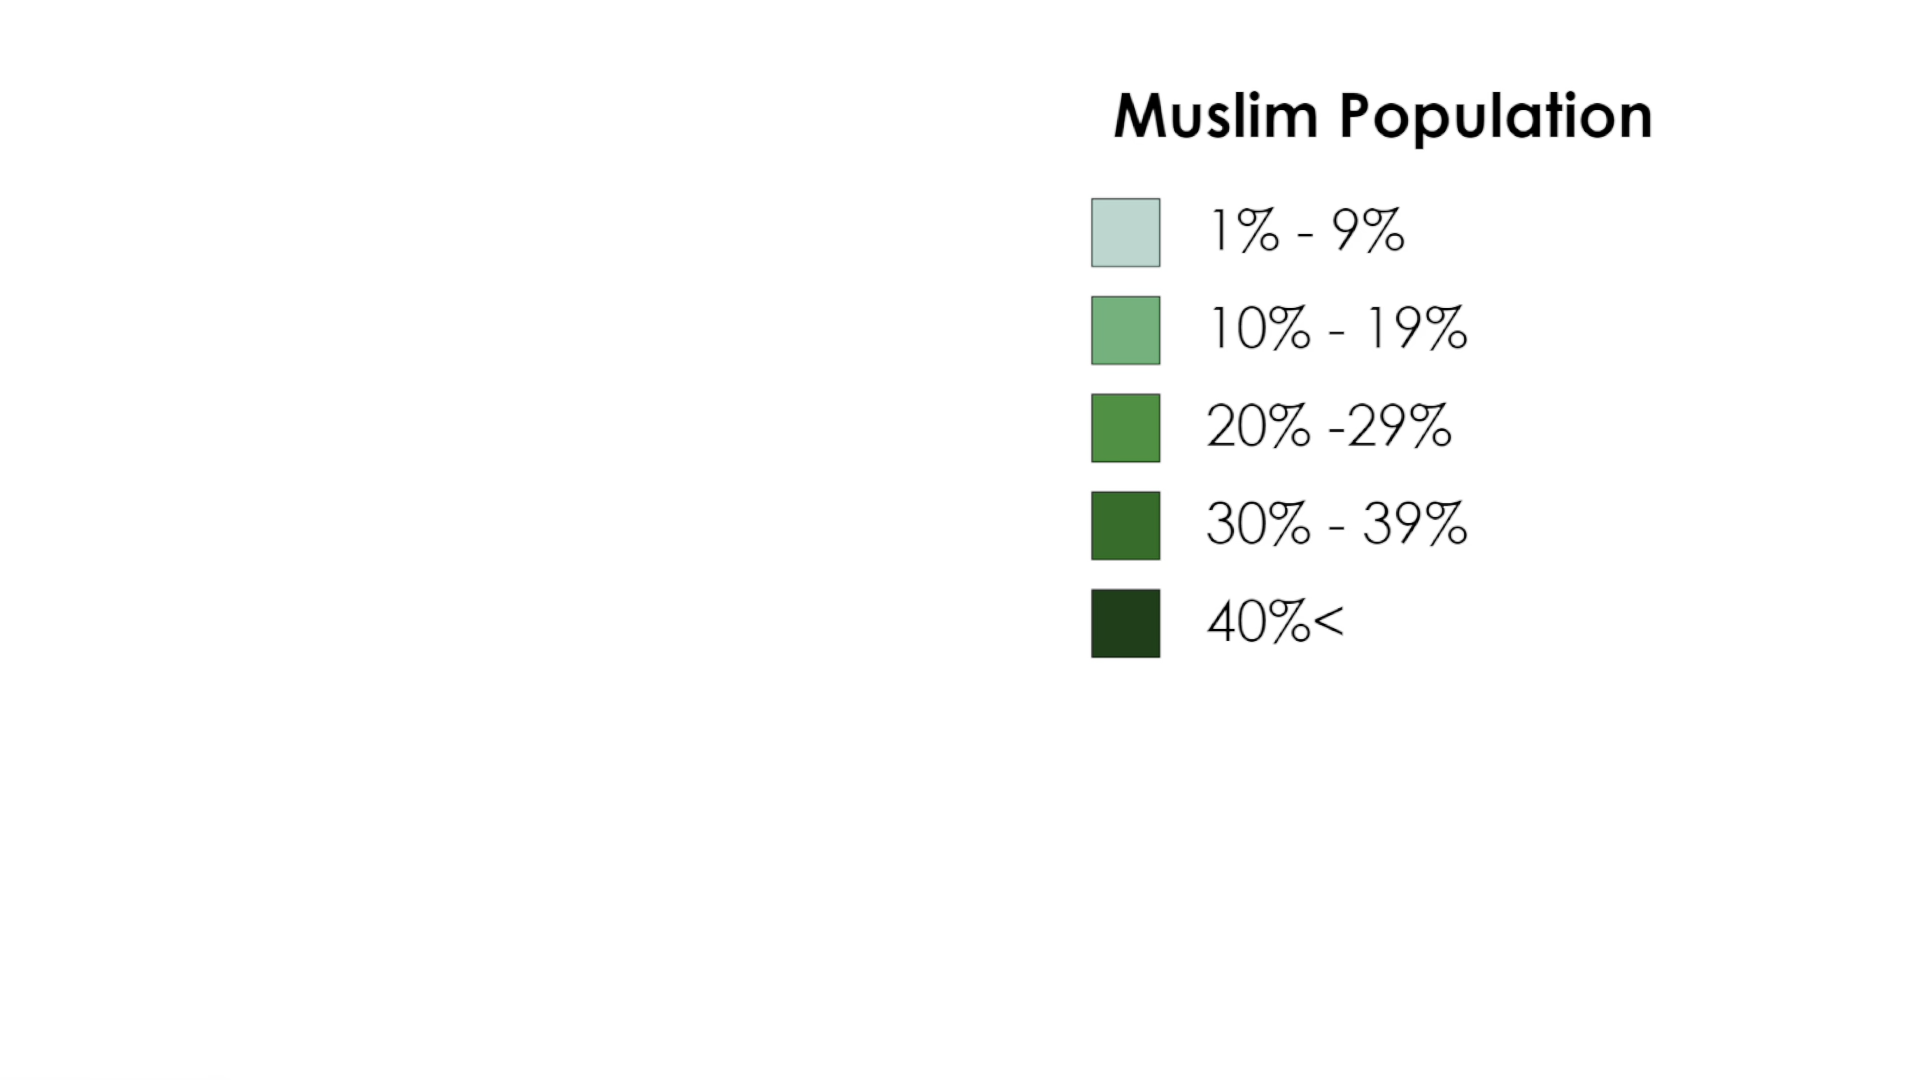 Muslim Population
1% - 9%
10% - 19%
20% -29%
30% - 39%
40%<